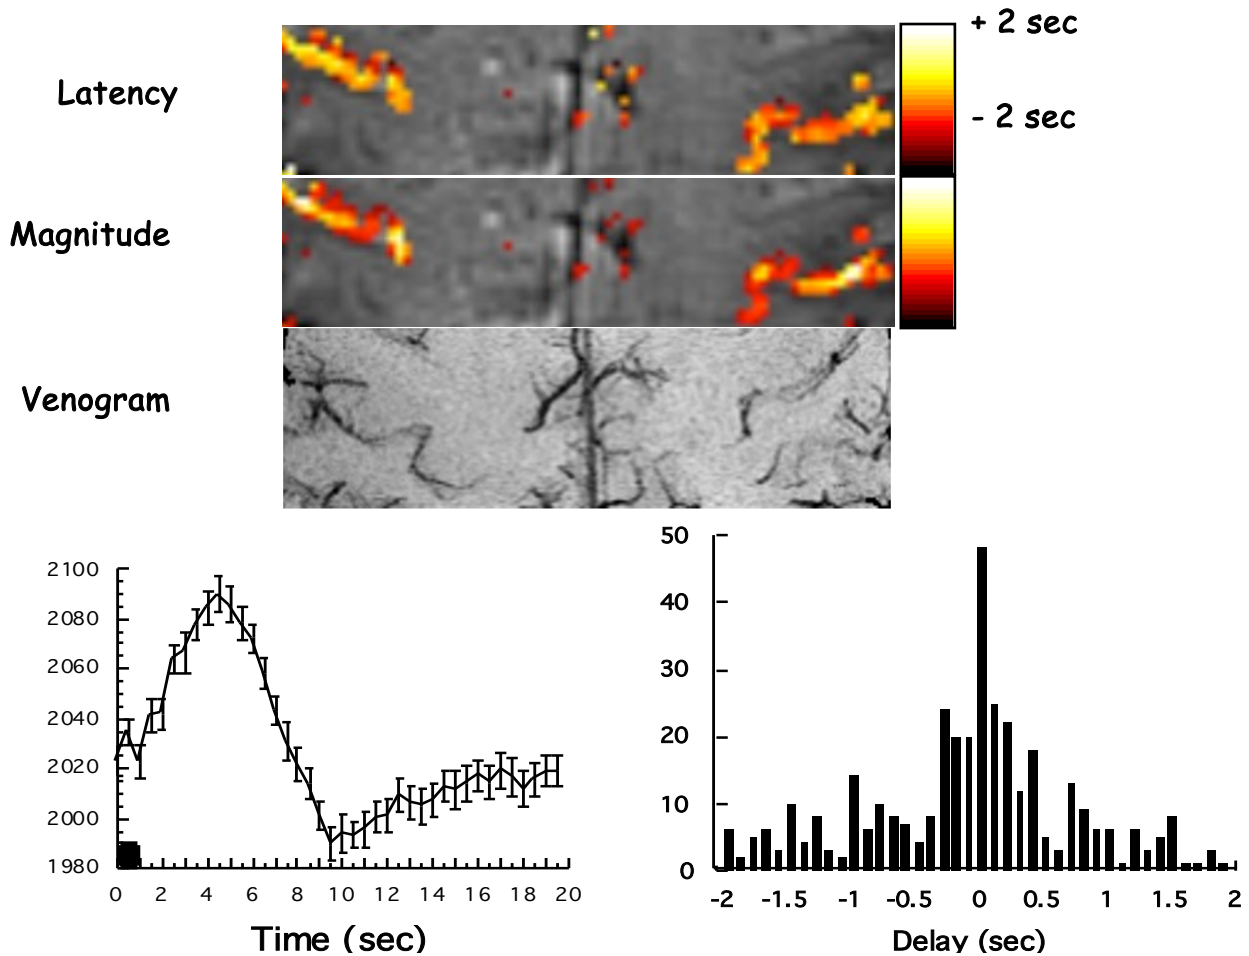 + 2 sec
Latency
- 2 sec
Magnitude
Venogram
2100
2080
2060
2040
2020
2000
1980
0 2 4 6 8 10 12 14 16 18 20
Time (sec)
50
40
30
20
10
0
-2 -1.5 -1 -0.5 0 0.5 1 1.5 2
Delay (sec)